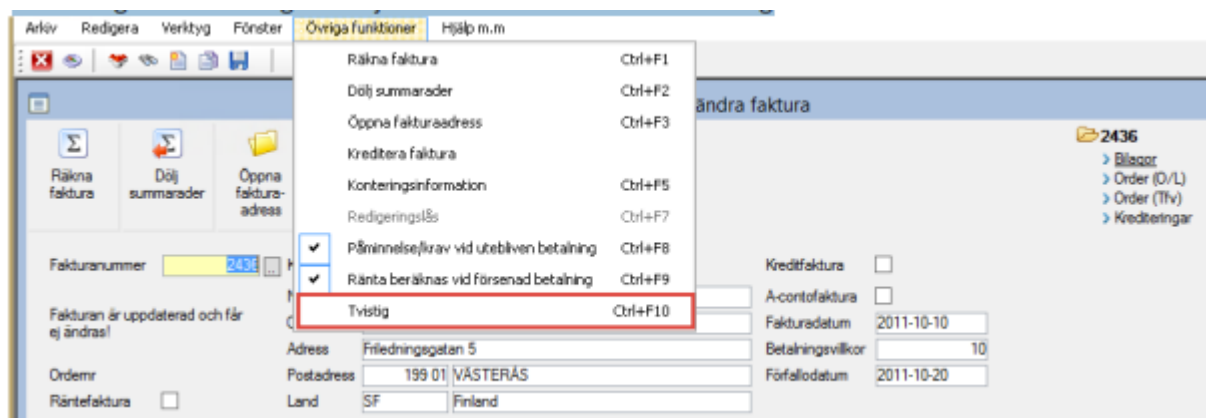 Arkiv Redigera Verktyg Fönster Övriga funktioner Hjälp m.m
Räkna faktura Ctrl+F1
Dölj summarader Ctrl+F2
Öppna fakturaadress Ctrl+F3
Kreditera faktura
Konteringsinformation Ctrl+F5
Redigeringslås Ctrl+F7
Påminnelse/krav vid utebliven betalning Ctrl+F8
Ränta beräknas vid försenad betalning Ctrl+F9
Tvistig Ctrl+F10
ändra faktura
Räkna
faktura
Dölj
summarader
Öppna
faktura-
adress
2436
Bilagor
Order (O/L)
Order (Tfv)
Krediteringar
Fakturanummer 2436
Kreditfaktura
A-contofaktura
Fakturan är uppdaterad och får
ej ändras!
Fakturadatum 2011-10-10
Adress Friledningsgatan 5
Betalningsvillkor 10
Ordernr
Postadress 199 01 VÄSTERÅS
Förfallodatum 2011-10-20
Räntefaktura
Land SF Finland